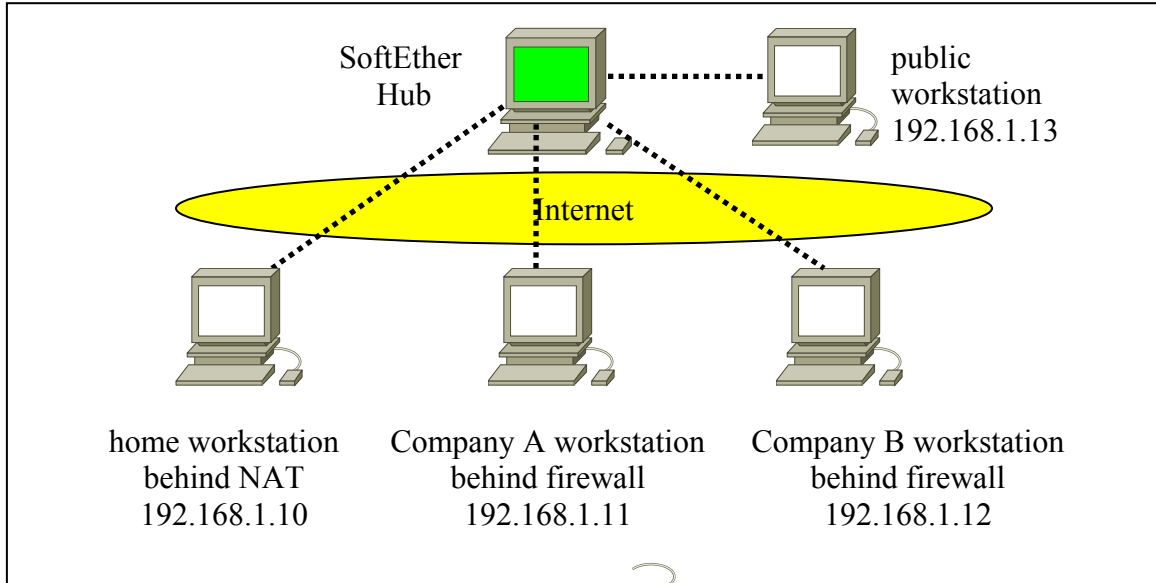 SoftEther
Hub
public
workstation
192.168.1.13
Internet
home workstation
behind NAT
192.168.1.10
Company A workstation
behind firewall
192.168.1.11
Company B workstation
behind firewall
192.168.1.12